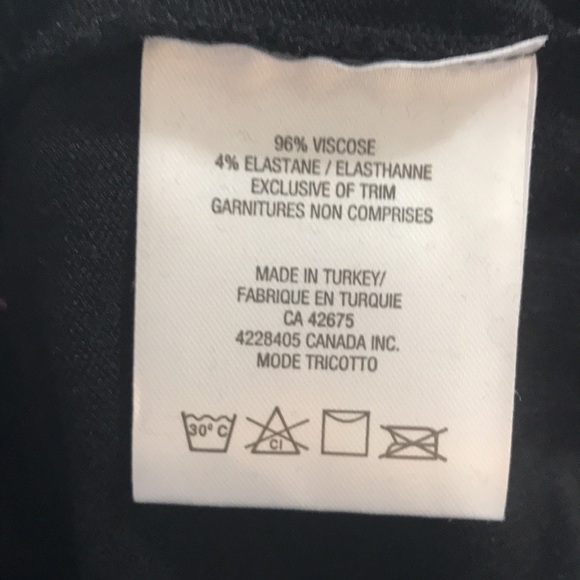 96% VISCOSE
4% ELASTANE / ELASTHANNE
EXCLUSIVE OF TRIM
GARNITURES NON COMPRISES
MADE IN TURKEY/
FABRIQUE EN TURQUIE
CA 42675
4228405 CANADA INC.
MODE TRICOTTO
30° C Cl